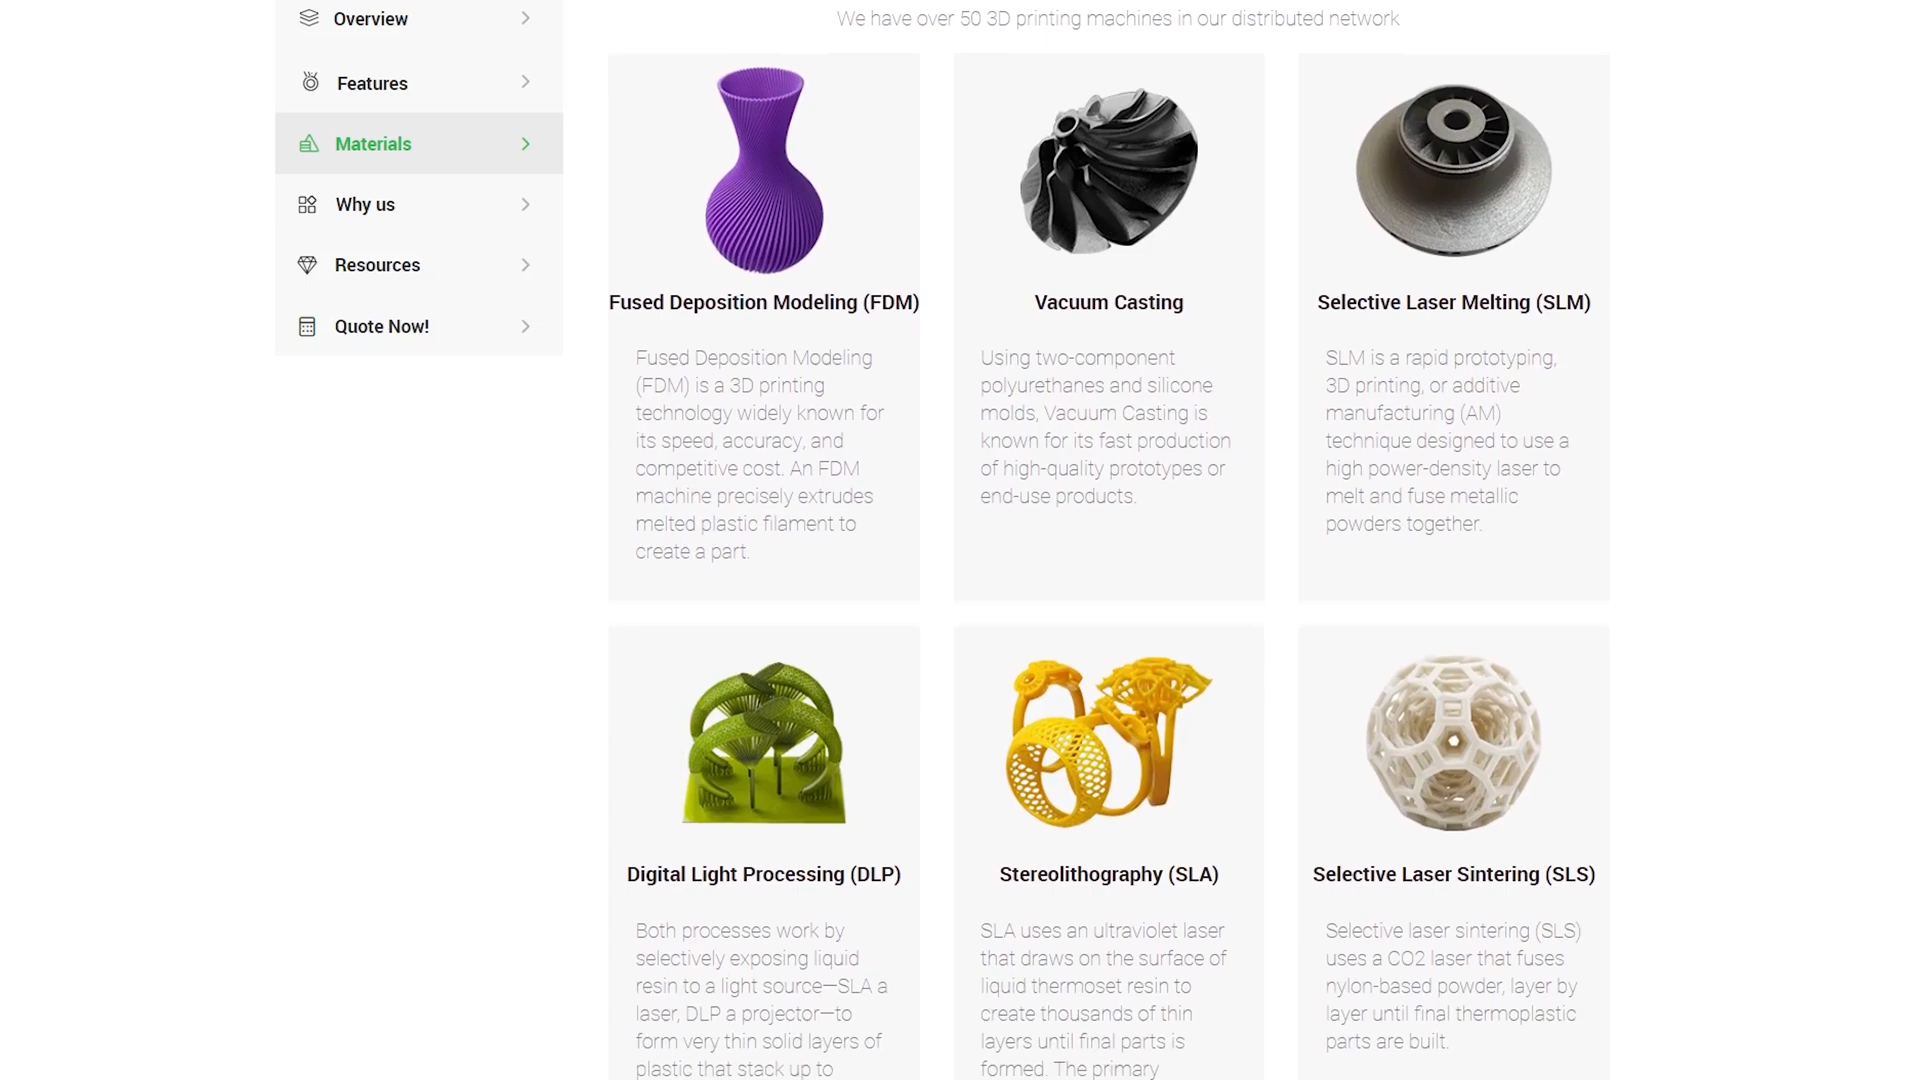 Overview
Features
Materials
Why us
Resources
Quote Now!
We have over 50 3D printing machines in our distributed network
Fused Deposition Modeling (FDM)
Fused Deposition Modeling
(FDM) is a 3D printing
technology widely known for
its speed, accuracy, and
competitive cost. An FDM
machine precisely extrudes
melted plastic filament to
create a part.
Vacuum Casting
Using two-component
polyurethanes and silicone
molds, Vacuum Casting is
known for its fast production
of high-quality prototypes or
end-use products.
Selective Laser Melting (SLM)
SLM is a rapid prototyping,
3D printing, or additive
manufacturing (AM)
technique designed to use a
high power-density laser to
melt and fuse metallic
powders together.
Digital Light Processing (DLP)
Both processes work by
selectively exposing liquid
resin to a light source—SLA a
laser, DLP a projector—to
form very thin solid layers of
plastic that stack up to
Stereolithography (SLA)
SLA uses an ultraviolet laser
that draws on the surface of
liquid thermoset resin to
create thousands of thin
layers until final parts is
formed. The primary
Selective Laser Sintering (SLS)
Selective laser sintering (SLS)
uses a CO2 laser that fuses
nylon-based powder, layer by
layer until final thermoplastic
parts are built.